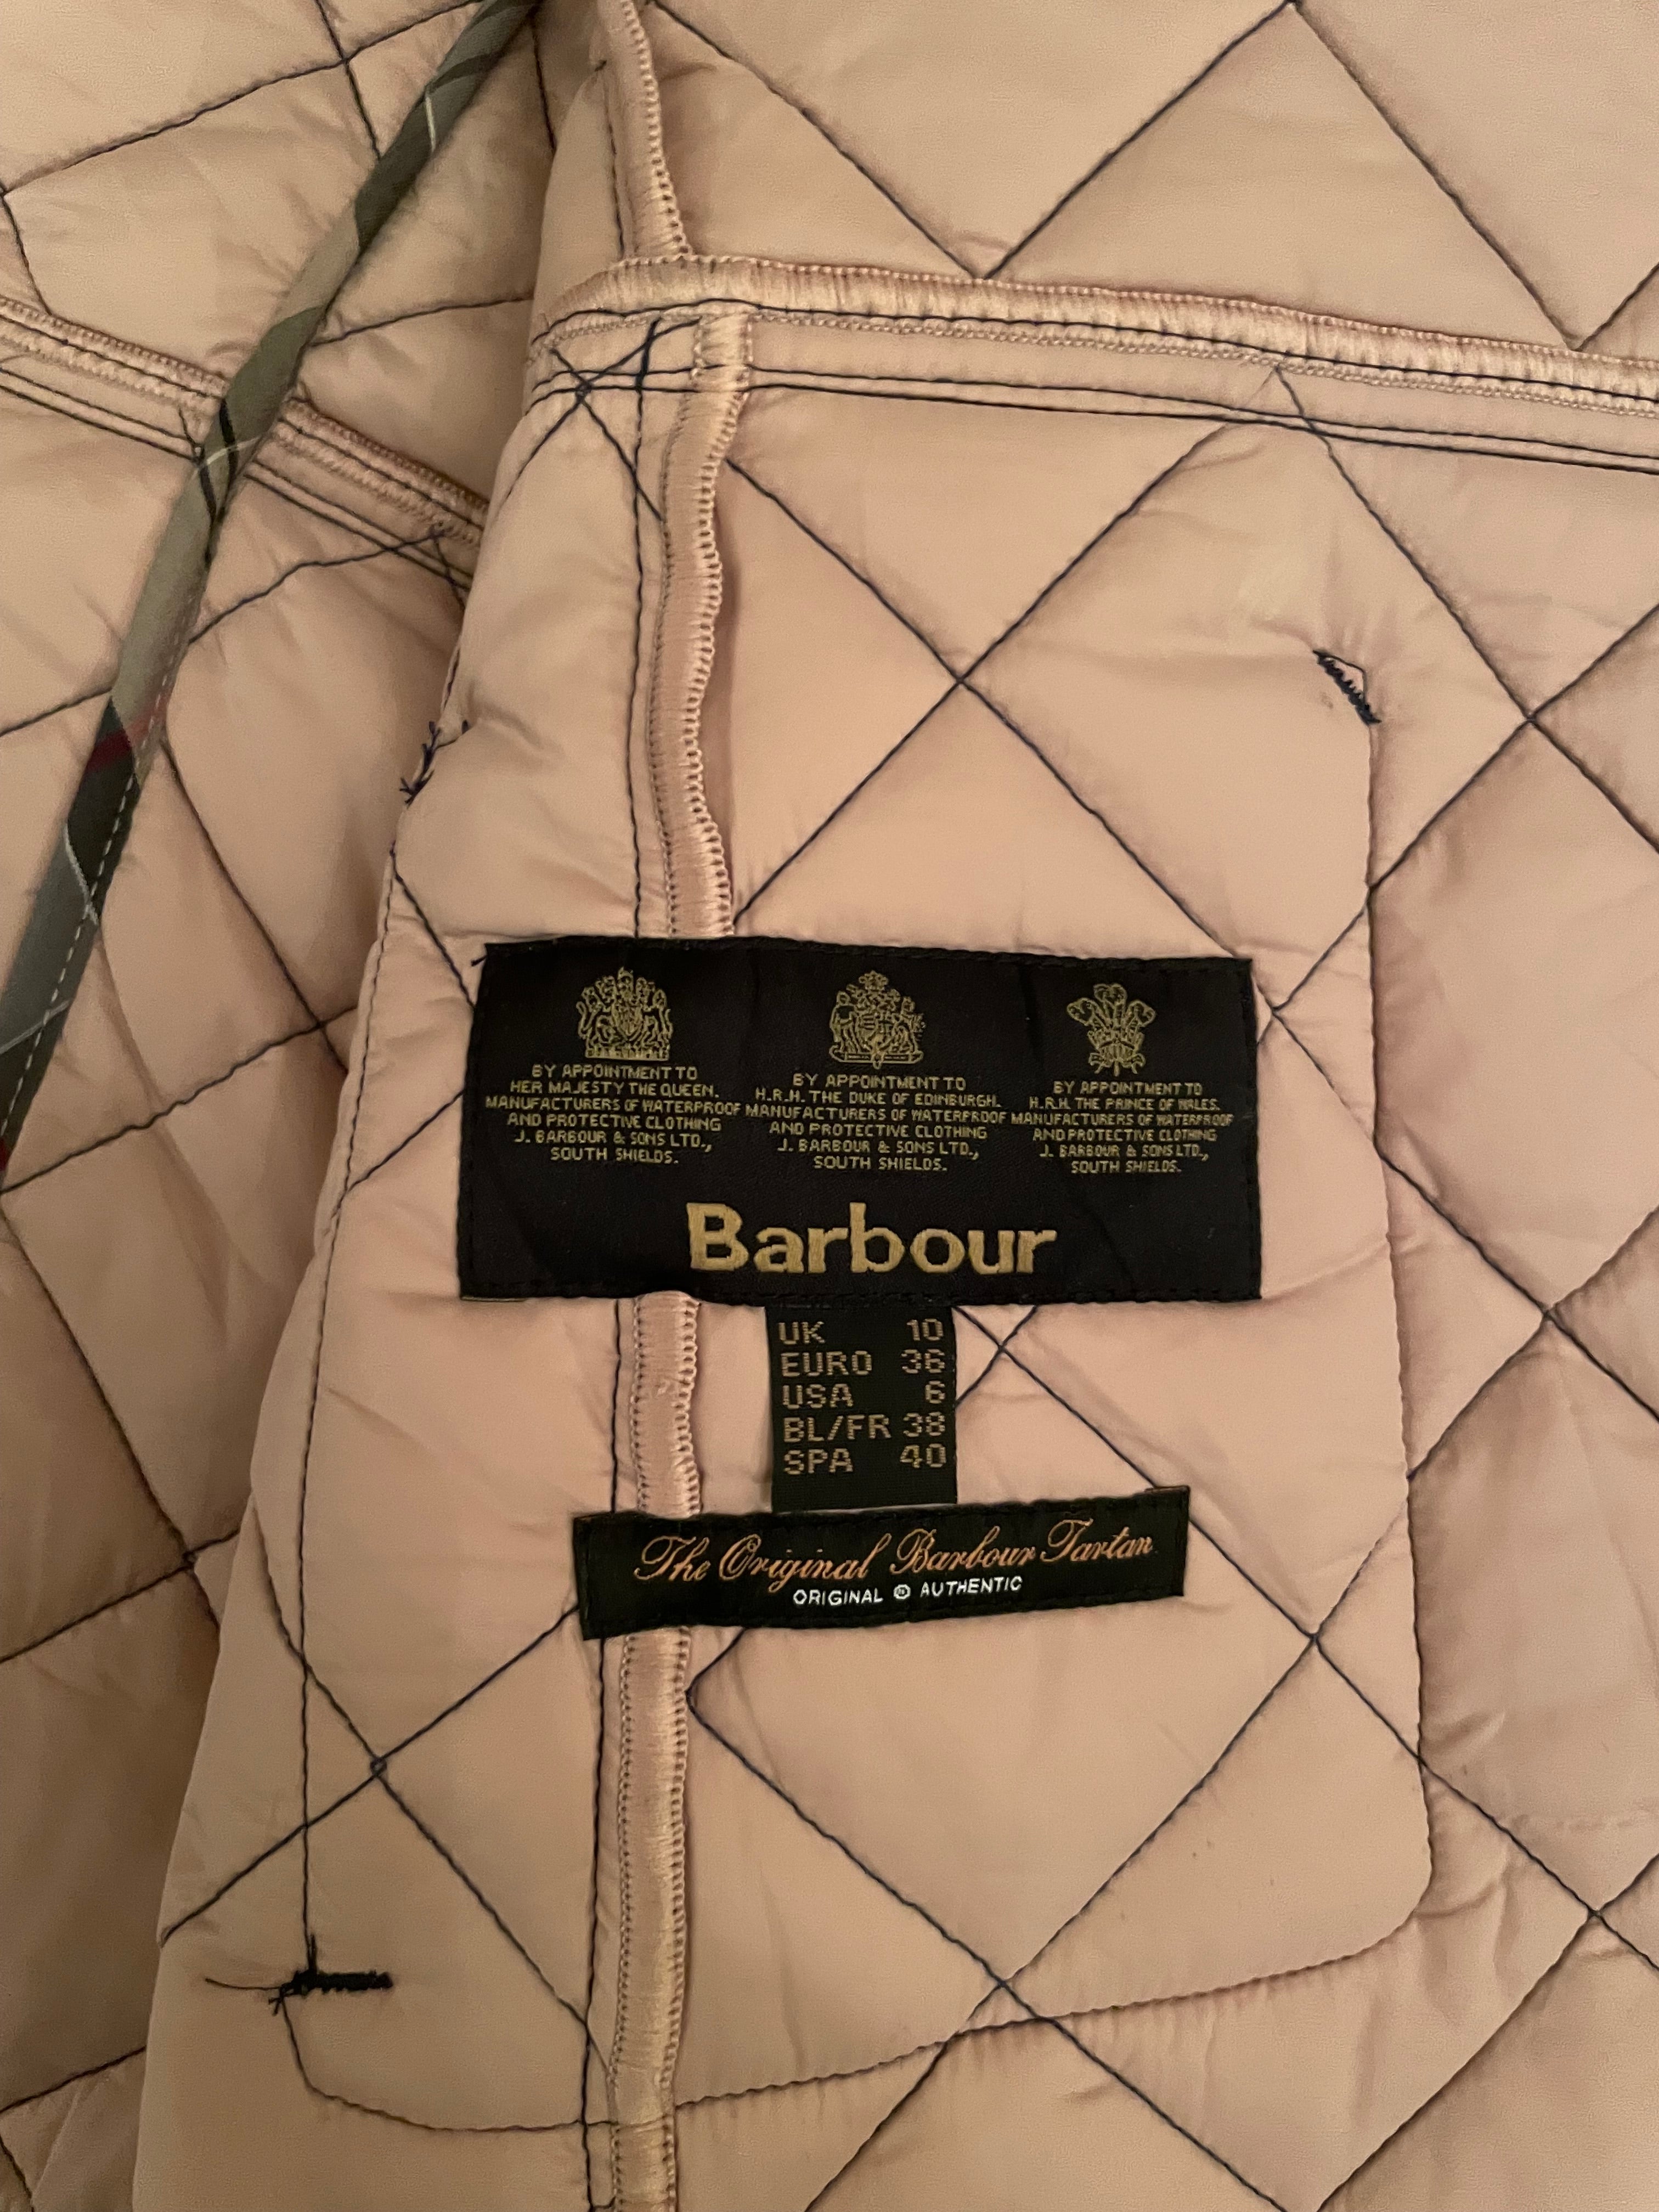 BY APPOINTMENT TO
HER MAJESTY THE QUEEN.
MANUFACTURERS OF WATERPROOF
AND PROTECTIVE CLOTHING
J. BARBOUR & SONS LTD.,
SOUTH SHIELDS.
BY APPOINTMENT TO
H.R.H. THE DUKE OF EDINBURGH.
MANUFACTURERS OF WATERPROOF
AND PROTECTIVE CLOTHING
J. BARBOUR & SONS LTD.,
SOUTH SHIELDS.
BY APPOINTMENT TO
H.R.H. THE PRINCE OF WALES.
MANUFACTURERS OF WATERPROOF
AND PROTECTIVE CLOTHING
J. BARBOUR & SONS LTD.,
SOUTH SHIELDS.
Barbour
UK 10
EURO 36
USA 6
BL/FR 38
SPA 40
The Original Barbour Tartan
ORIGINAL ® AUTHENTIC